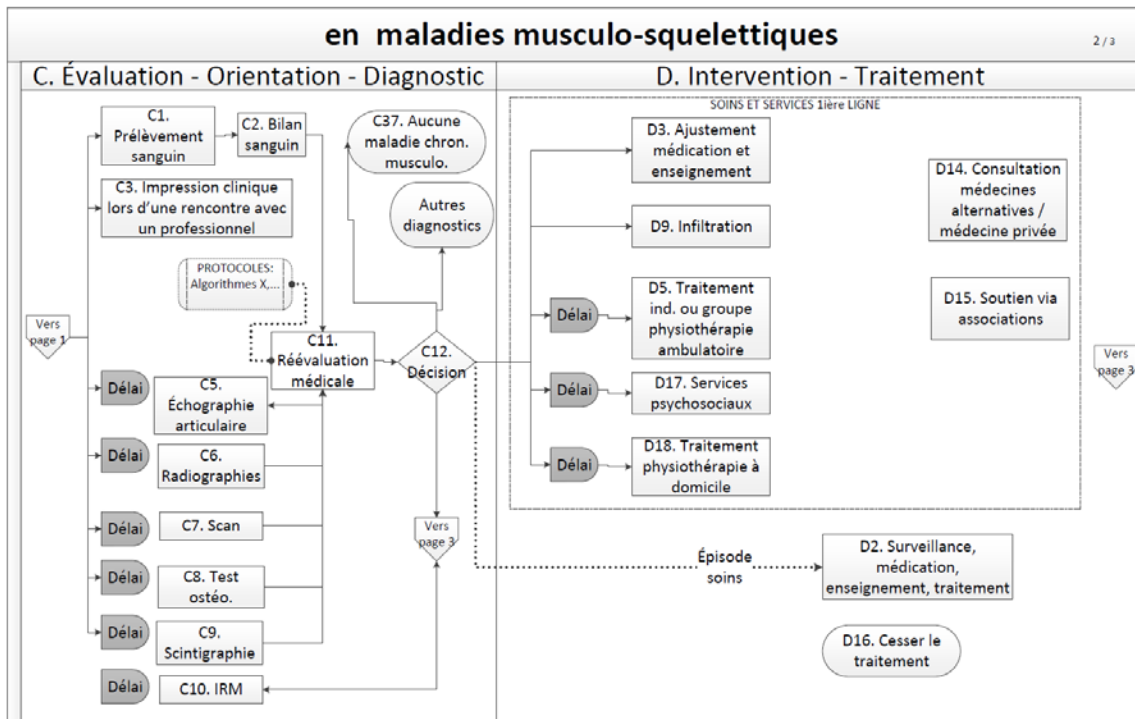 en maladies musculo-squelettiques
2 / 3
C. Évaluation - Orientation - Diagnostic
D. Intervention - Traitement
C1.
Prélèvement
sanguin
C2. Bilan
sanguin
C37. Aucune
maladie chron.
musculo.
C3. Impression clinique
lors d’une rencontre avec
un professionnel
Autres
diagnostics
PROTOCOLES:
Algorithmes X,...
Vers
page 1
C11.
Réévaluation
médicale
C12.
Décision
Délai
C5.
Échographie
articulaire
Délai
C6.
Radiographies
Délai
C7. Scan
Délai
C8. Test
ostéo.
Délai
C9.
Scintigraphie
Délai
C10. IRM
Vers
page 3
SOINS ET SERVICES 1ière LIGNE
D3. Ajustement
médication et
enseignement
D14. Consultation
médecines
alternatives /
médecine privée
D9. Infiltration
Délai
D5. Traitement
ind. ou groupe
physiothérapie
ambulatoire
D15. Soutien via
associations
Délai
D17. Services
psychosociaux
Vers
page 3
Délai
D18. Traitement
physiothérapie à
domicile
Épisode
soins
D2. Surveillance,
médication,
enseignement, traitement
D16. Cesser le
traitement